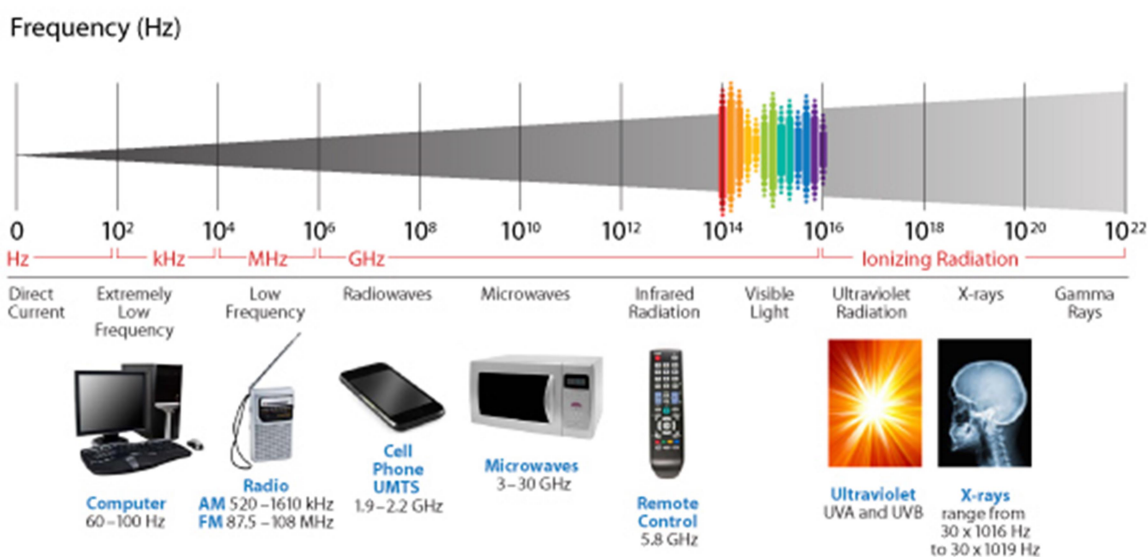 Frequency (Hz)
0 10² 10⁴ 10⁶ 10⁸ 10¹⁰ 10¹² 10¹⁴ 10¹⁶ 10¹⁸ 10²⁰ 10²²
Hz kHz MHz GHz Ionizing Radiation
Direct
Current
Extremely
Low
Frequency
Low
Frequency
Radiowaves
Microwaves
Infrared
Radiation
Visible
Light
Ultraviolet
Radiation
X-rays
Gamma
Rays
Computer
60–100 Hz
Radio
AM 520–1610 kHz
FM 87.5–108 MHz
Cell
Phone
UMTS
1.9–2.2 GHz
Microwaves
3–30 GHz
Remote
Control
5.8 GHz
Ultraviolet
UVA and UVB
X-rays
range from
30 x 1016 Hz
to 30 x 1019 Hz